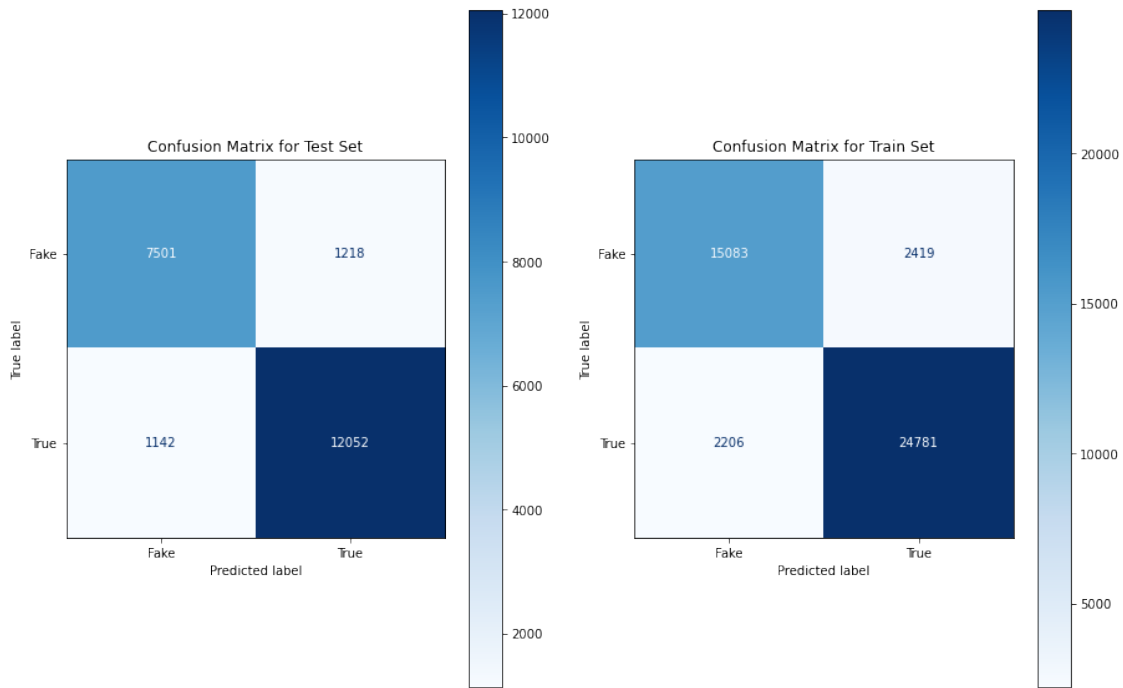 Confusion Matrix for Test Set
True label
Fake
True
7501
1218
1142
12052
Fake
True
Predicted label
12000
10000
8000
6000
4000
2000
Confusion Matrix for Train Set
True label
Fake
True
15083
2419
2206
24781
Fake
True
Predicted label
20000
15000
10000
5000